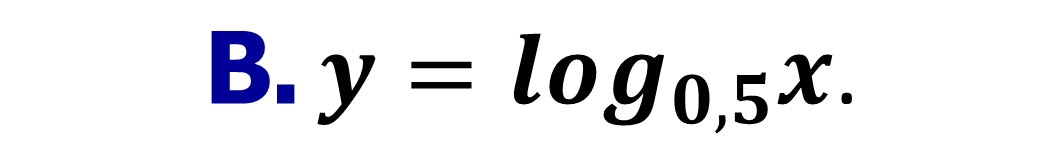 B. y = log₀,₅x.